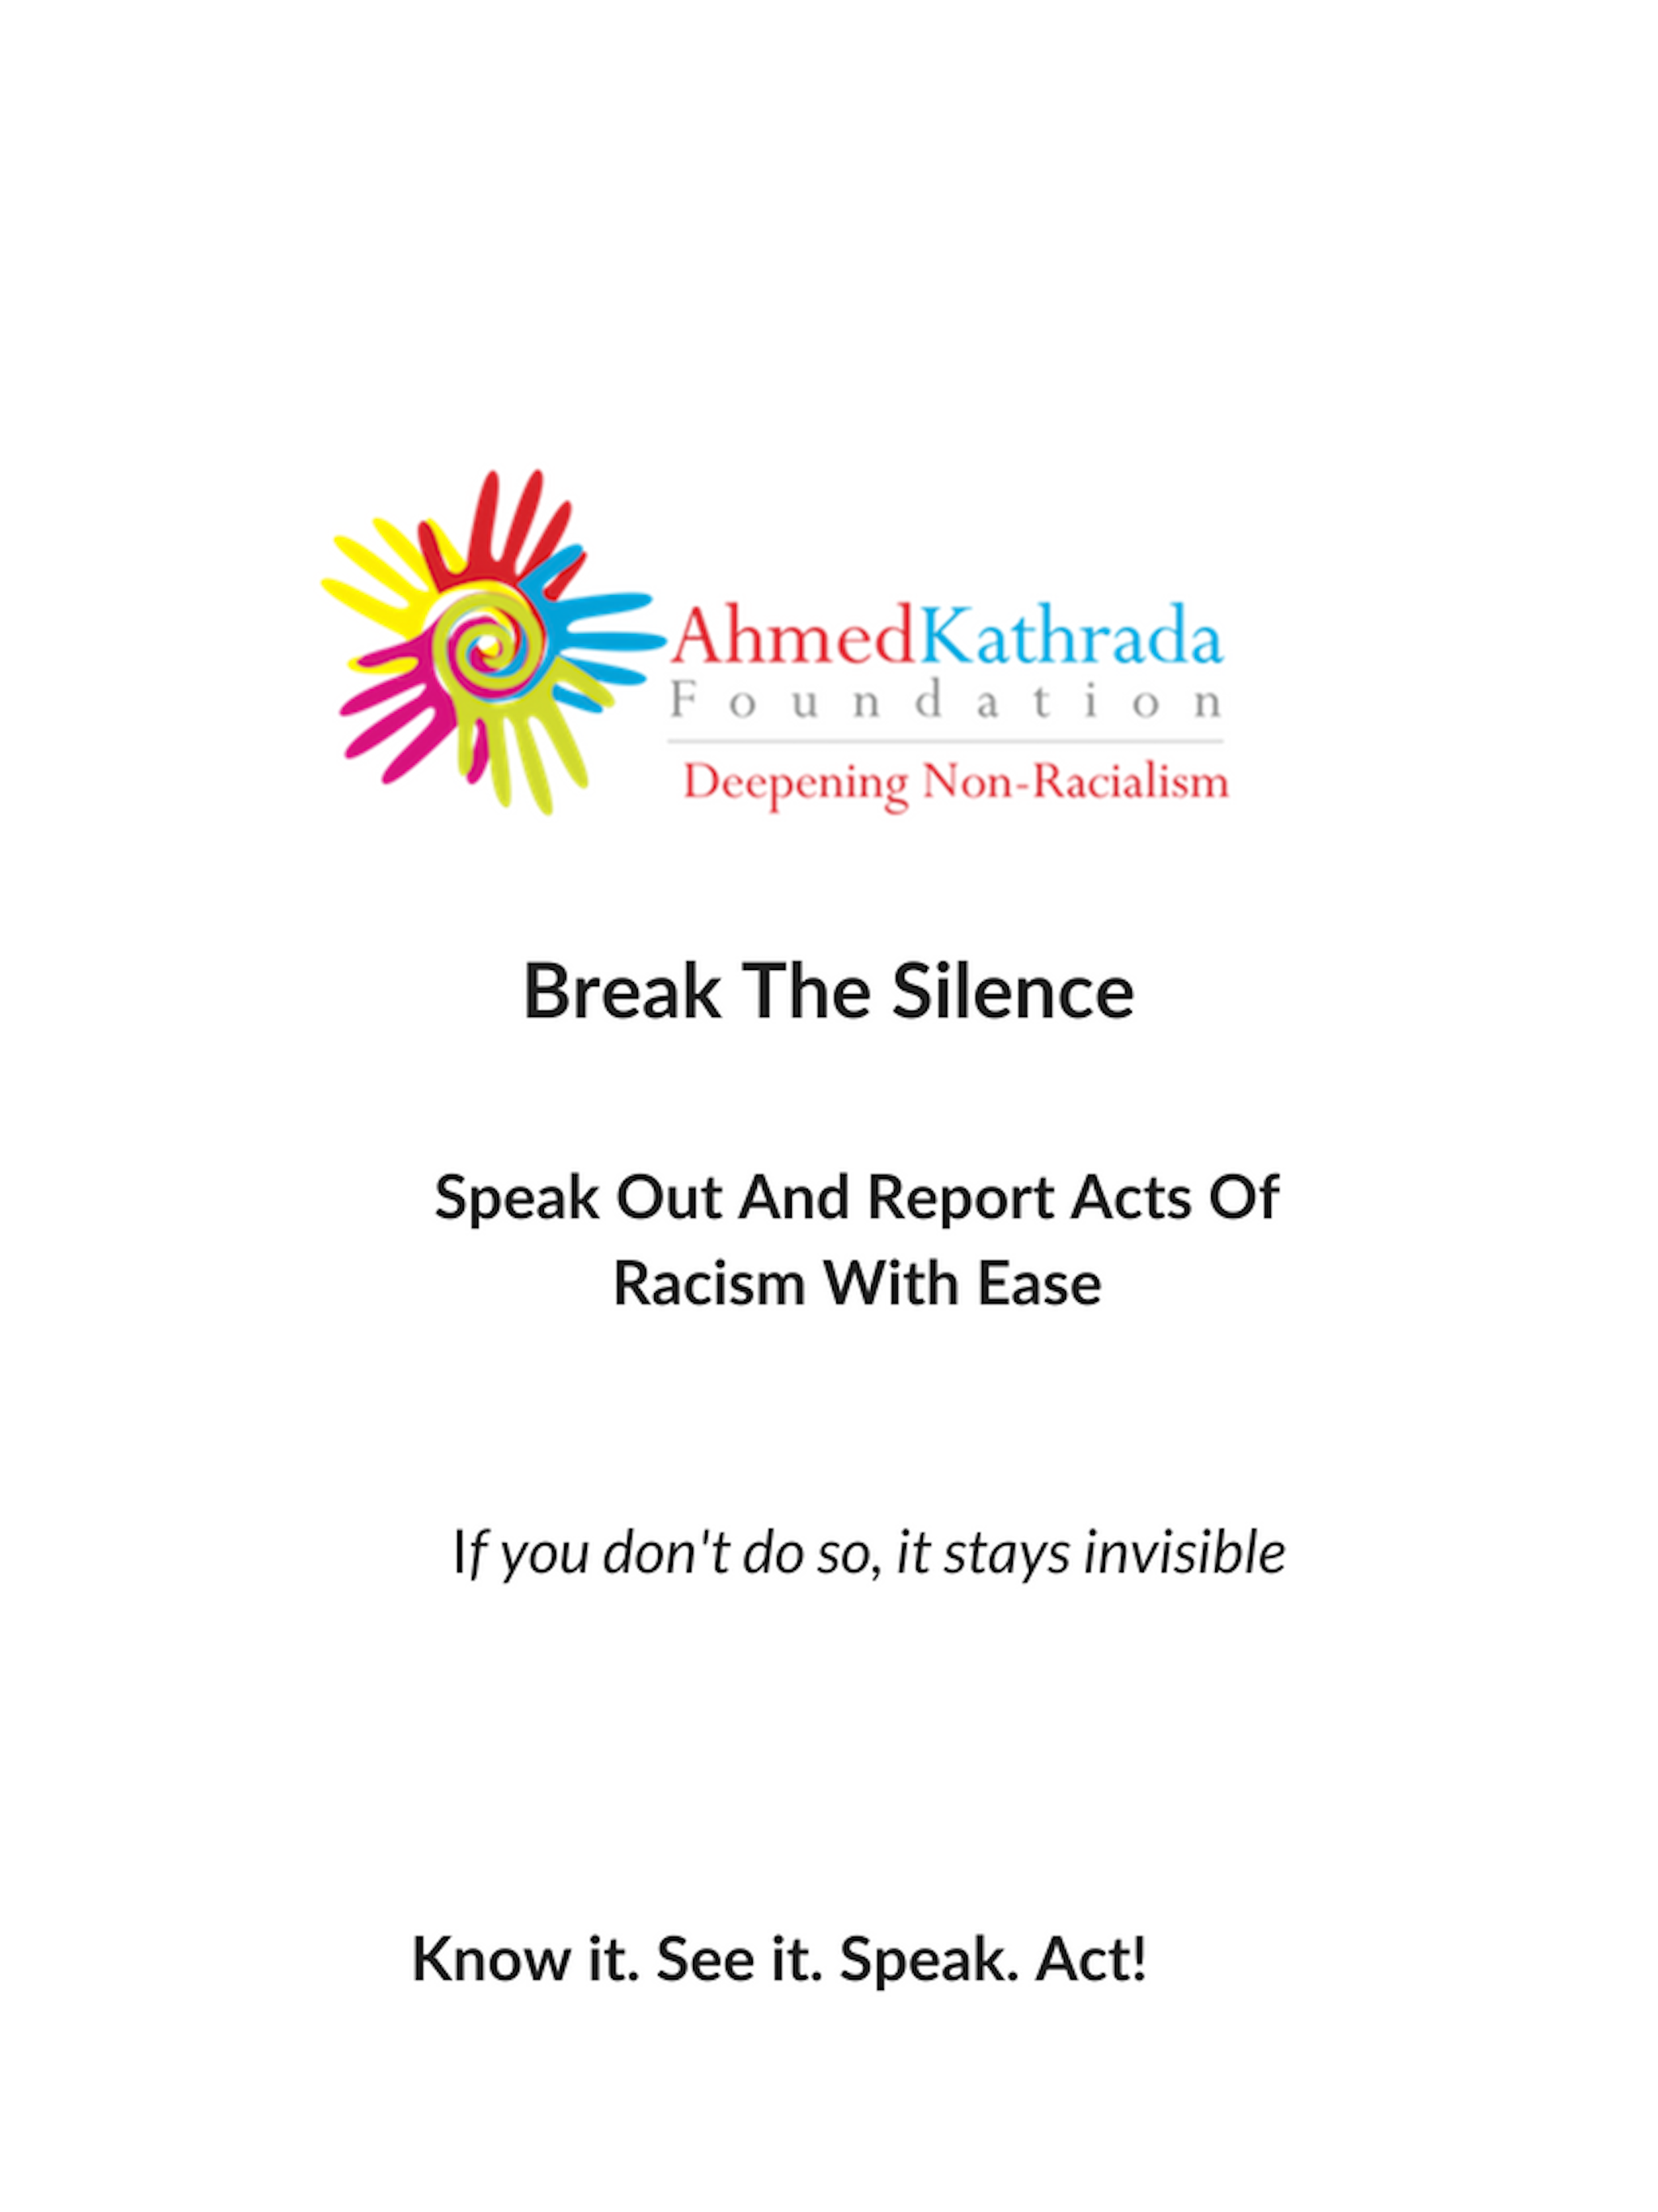 AhmedKathrada
Foundation
Deepening Non-Racialism
Break The Silence
Speak Out And Report Acts Of
Racism With Ease
If you don't do so, it stays invisible
Know it. See it. Speak. Act!